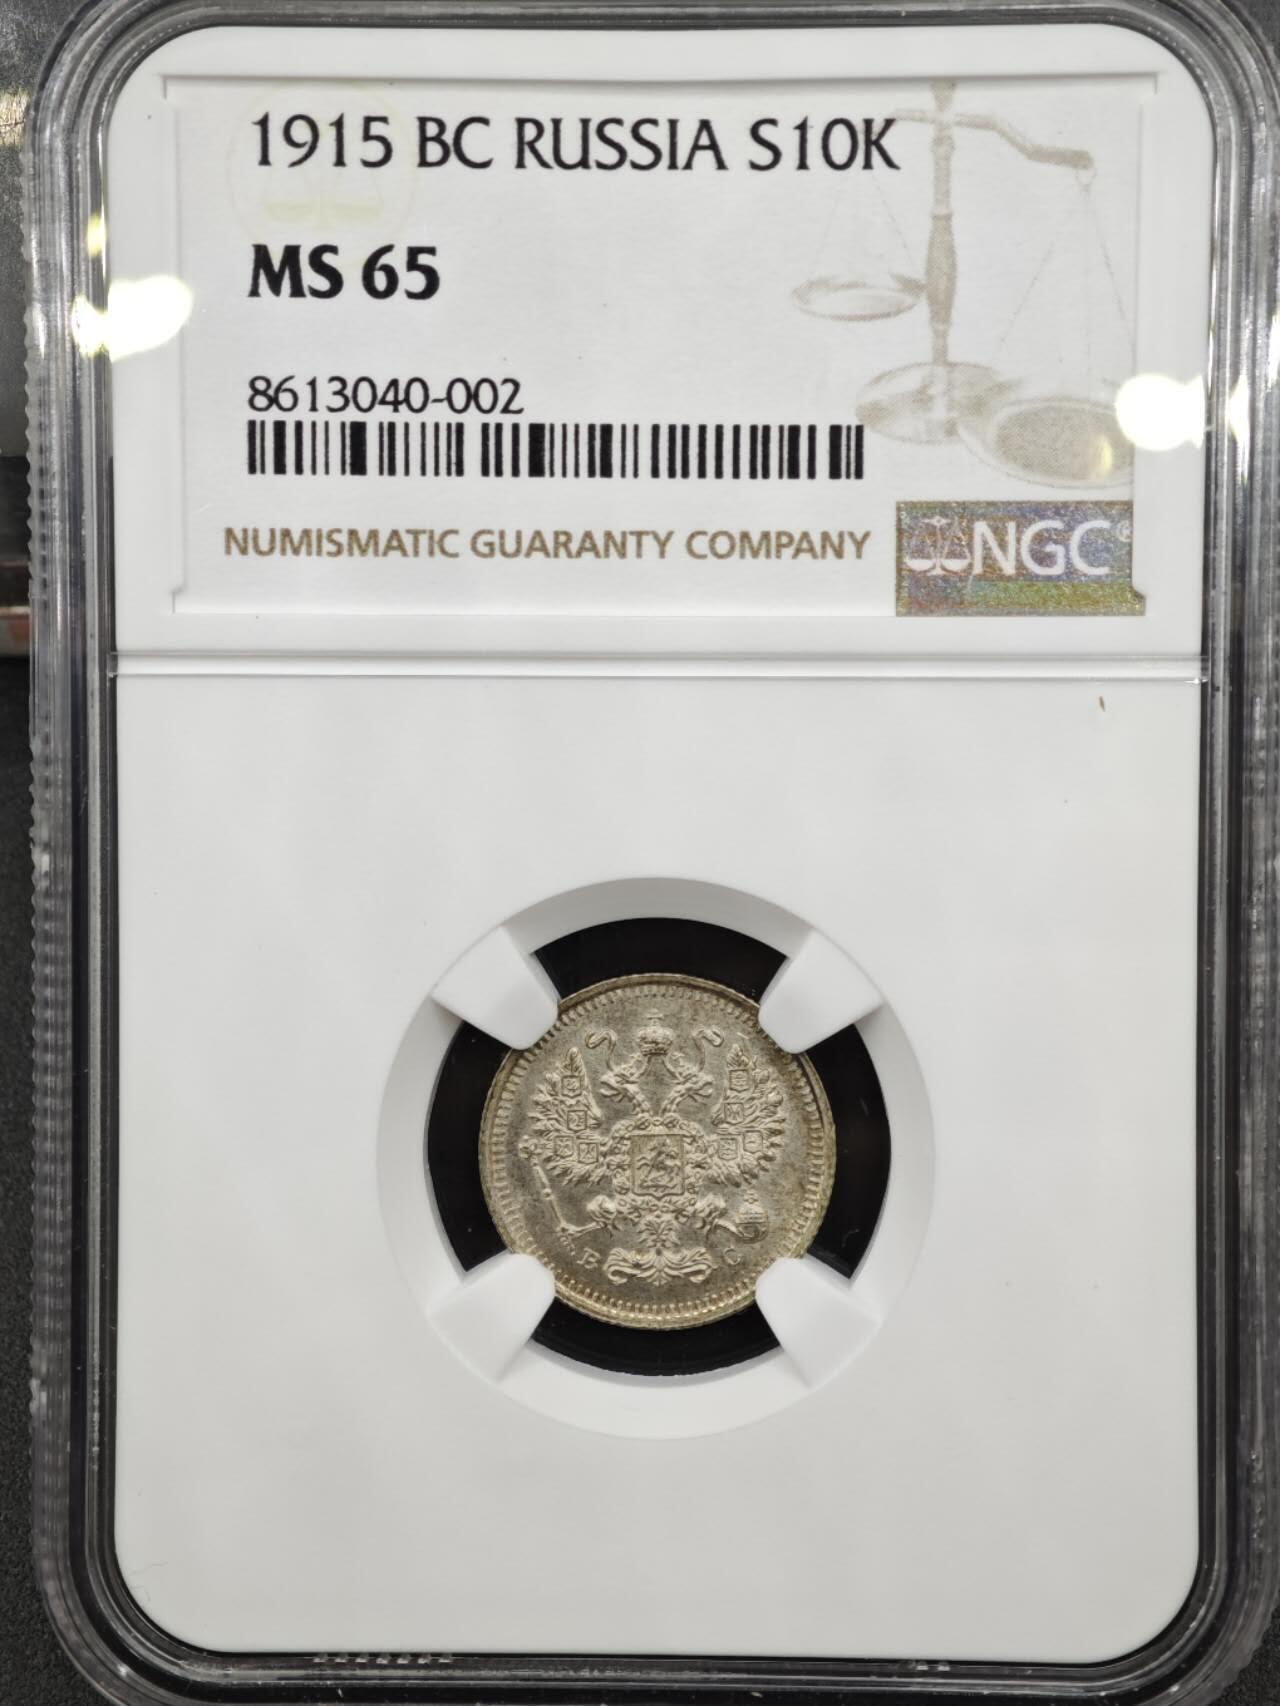 1915 BC RUSSIA S10K
MS 65
8613040-002
NUMISMATIC GUARANTY COMPANY
NGC®
В С